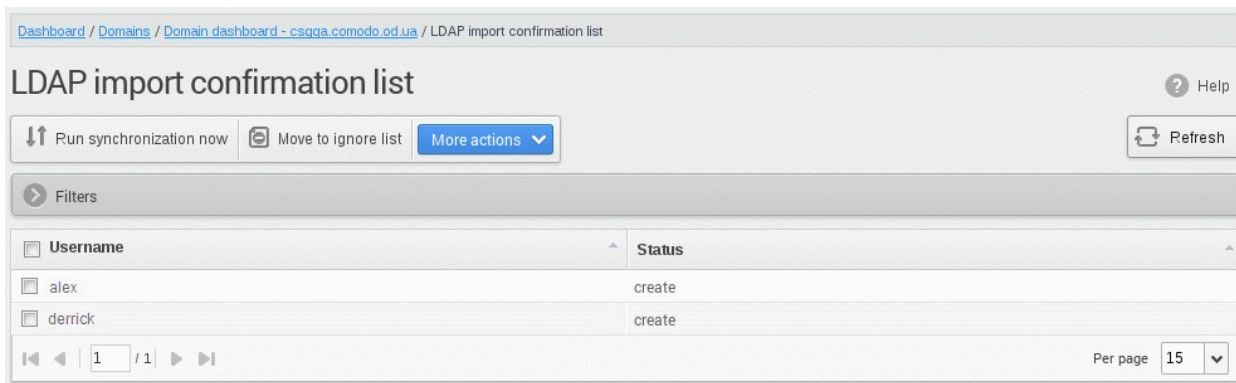 Dashboard / Domains / Domain dashboard - csgqa.comodo.od.ua / LDAP import confirmation list
LDAP import confirmation list
? Help
Run synchronization now Move to ignore list More actions
Refresh
Filters
Username Status
alex create
derrick create
1 / 1 Per page 15